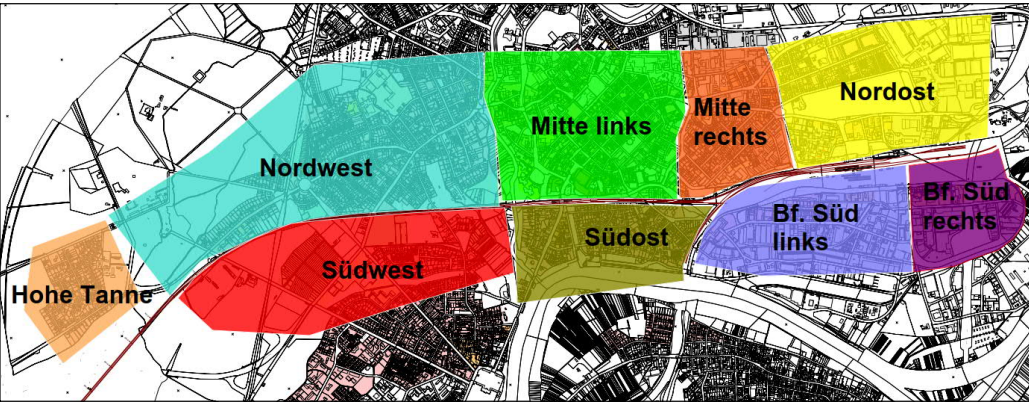 Nordost
Mitte links
Mitte
rechts
Nordwest
Bf. Süd
links
Bf. Süd
rechts
Südost
Südwest
Hohe Tanne